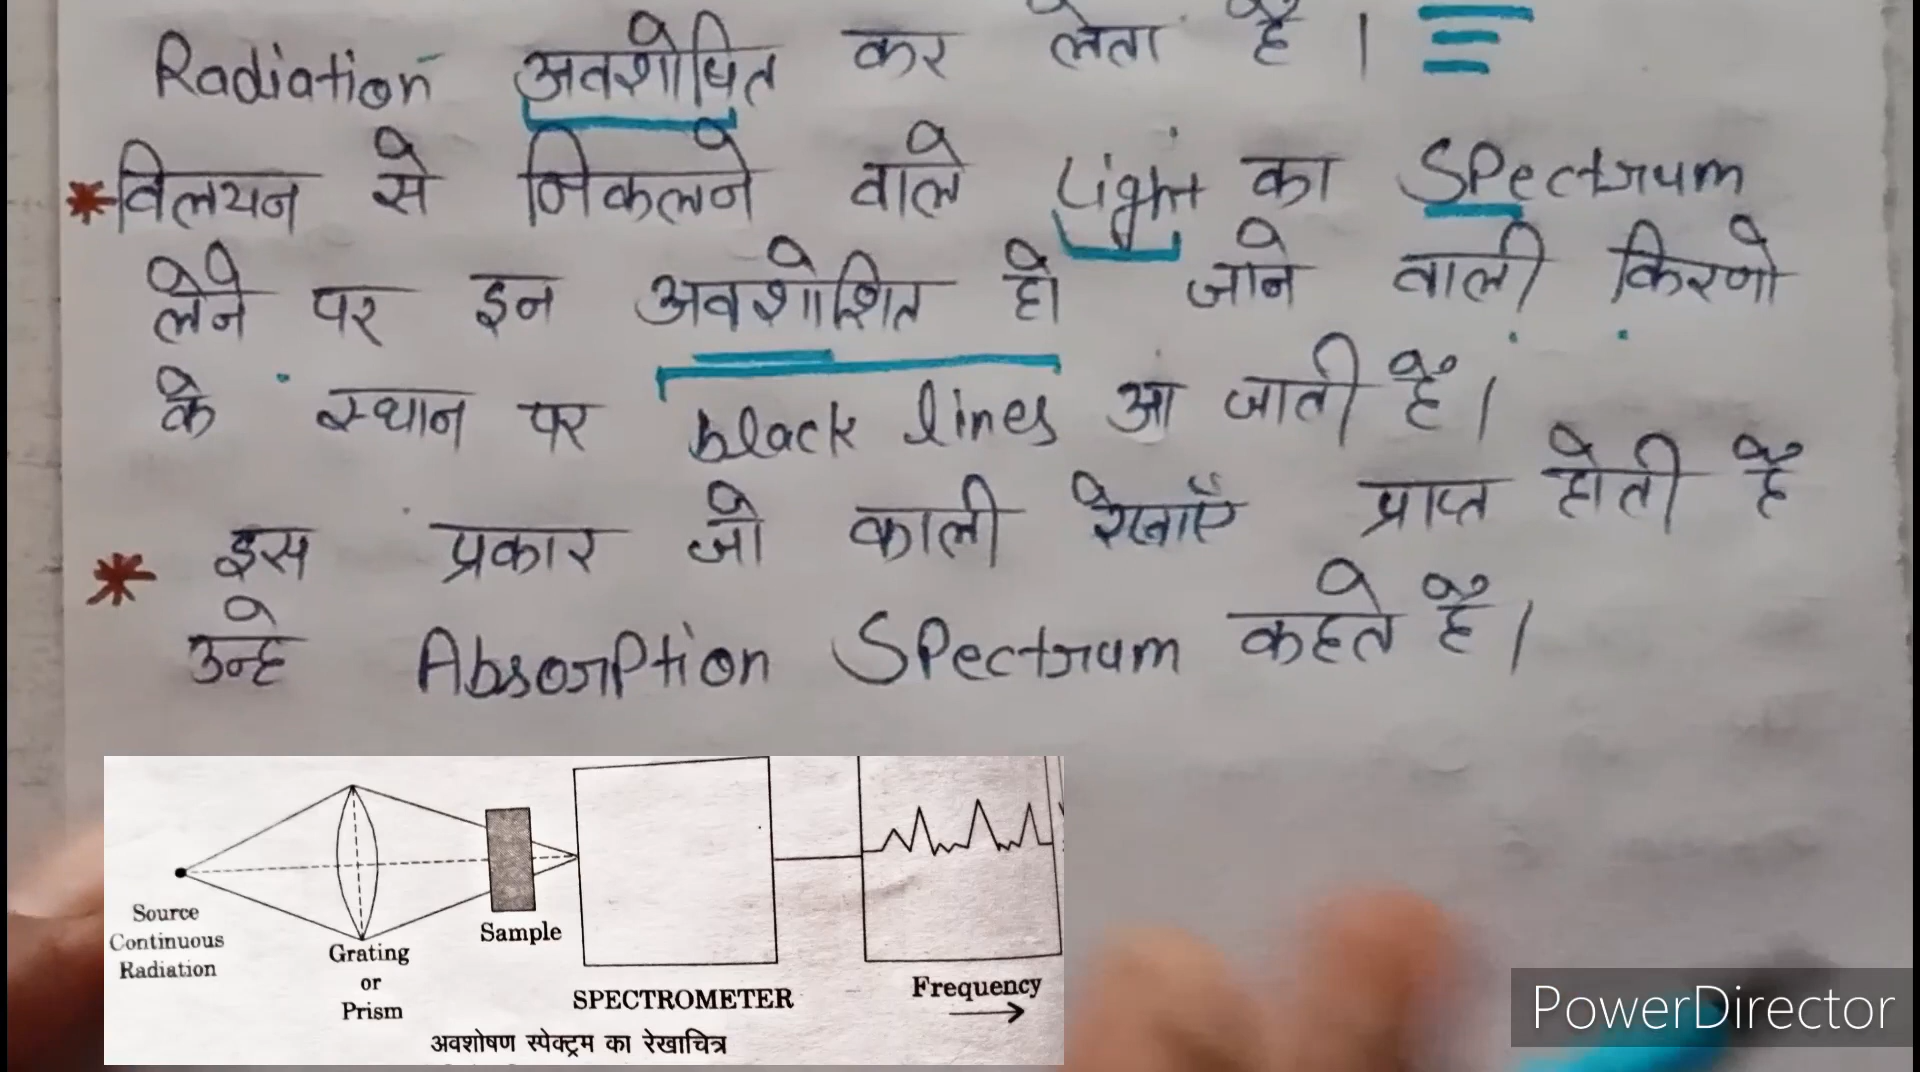 Radiation अवशोषित कर लेता है।
*विलयन से निकलने वाले Light का Spectrum
लेने पर इन अवशोशित हो जाने वाली किरणो
के स्थान पर black lines आ जाती है।
* इस प्रकार जो काली रेखाएँ प्राप्त होती है
उन्हे Absorption Spectrum कहते है।
Source
Continuous
Radiation
Grating
or
Prism
Sample
SPECTROMETER
Frequency
अवशोषण स्पेक्ट्रम का रेखाचित्र
PowerDirector